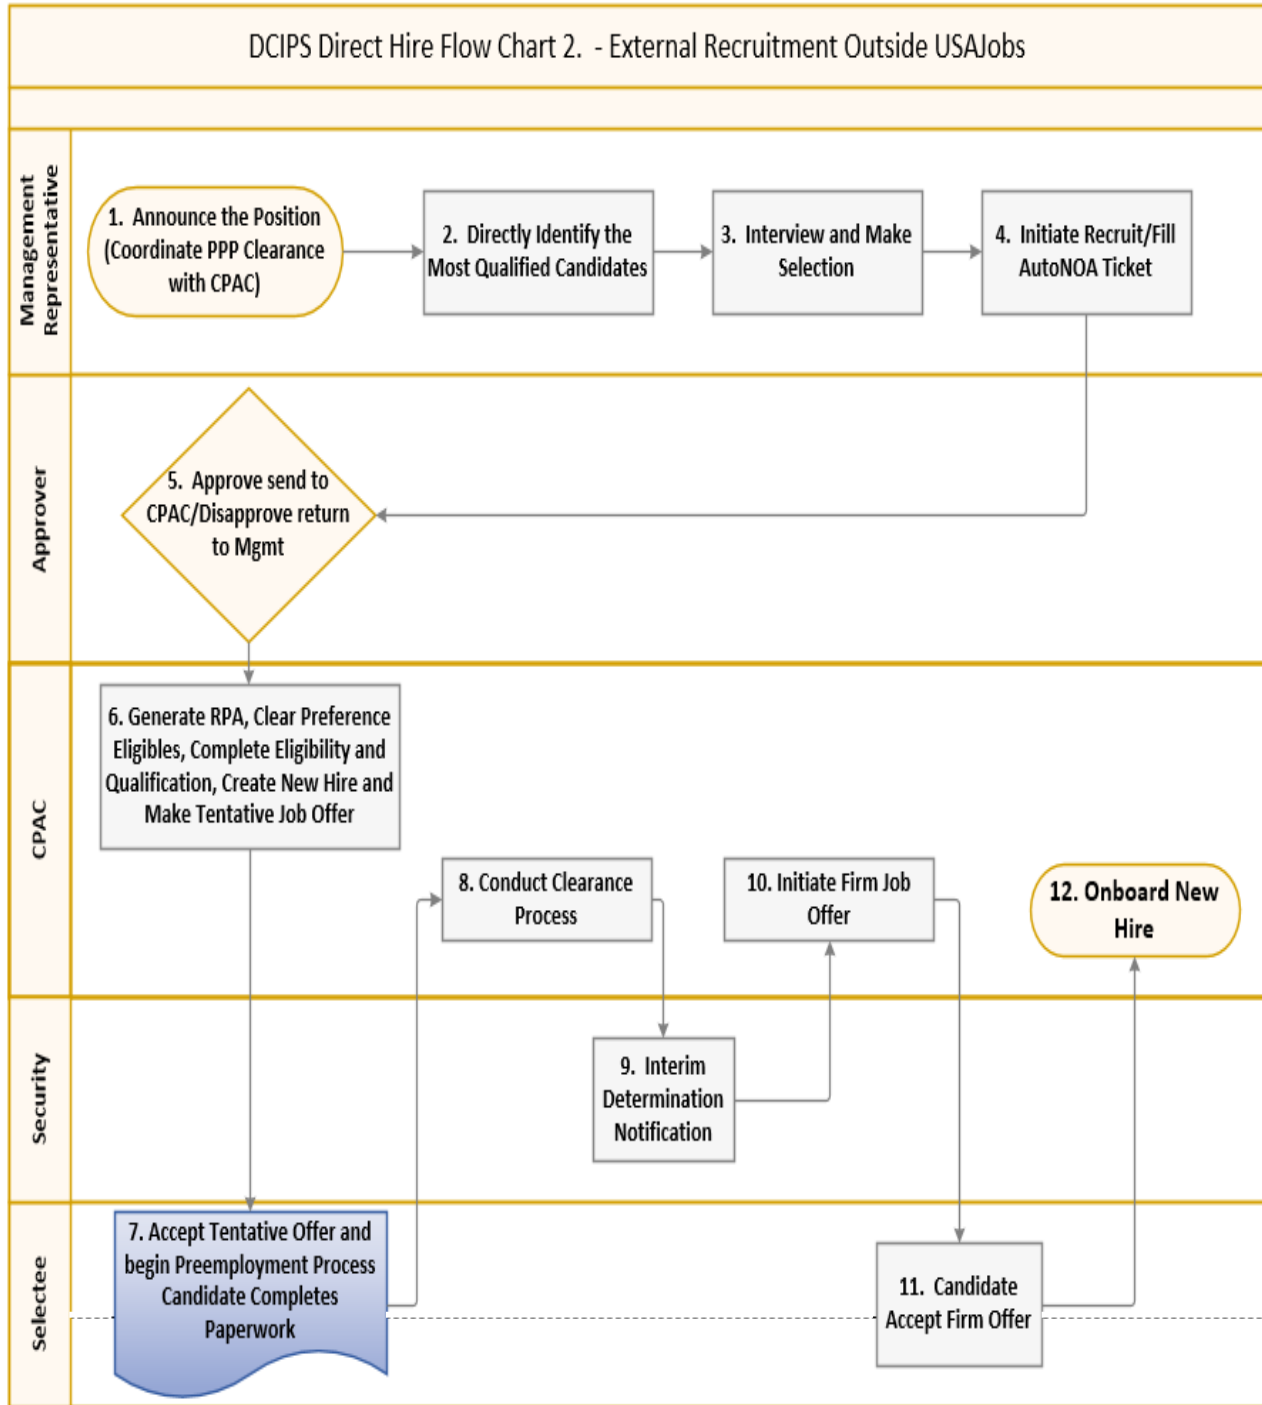 DCIPS Direct Hire Flow Chart 2.  - External Recruitment Outside USAJobs
Management
Representative
1.  Announce the Position
(Coordinate PPP Clearance
with CPAC)
2.  Directly Identify the
Most Qualified Candidates
3.  Interview and Make
Selection
4.  Initiate Recruit/Fill
AutoNOA Ticket
Approver
5.  Approve send to
CPAC/Disapprove return
to Mgmt
CPAC
6. Generate RPA, Clear Preference
Eligibles, Complete Eligibility and
Qualification, Create New Hire and
Make Tentative Job Offer
8. Conduct Clearance
Process
10. Initiate Firm Job
Offer
12. Onboard New
Hire
Security
9.  Interim
Determination
Notification
Selectee
7. Accept Tentative Offer and
begin Preemployment Process
Candidate Completes
Paperwork
11.  Candidate
Accept Firm Offer